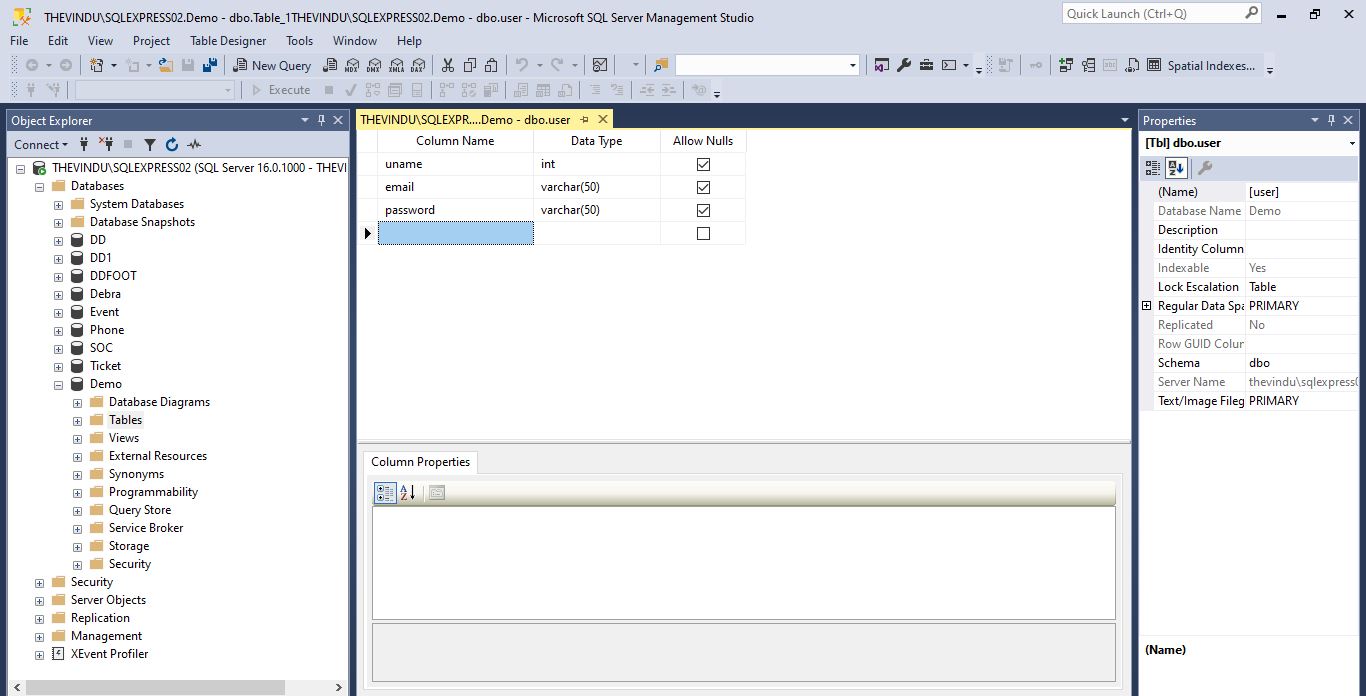 THEVINDU\SQLEXPRESS02.Demo - dbo.Table_1THEVINDU\SQLEXPRESS02.Demo - dbo.user - Microsoft SQL Server Management Studio
Quick Launch (Ctrl+Q)
File Edit View Project Table Designer Tools Window Help
New Query MDX DMX XMLA DAX Spatial Indexes...
Execute
Object Explorer
Connect
THEVINDU\SQLEXPRESS02 (SQL Server 16.0.1000 - THEVI
Databases
System Databases
Database Snapshots
DD
DD1
DDFOOT
Debra
Event
Phone
SOC
Ticket
Demo
Database Diagrams
Tables
Views
External Resources
Synonyms
Programmability
Query Store
Service Broker
Storage
Security
Security
Server Objects
Replication
Management
XEvent Profiler
THEVINDU\SQLEXPR....Demo - dbo.user
Column Name Data Type Allow Nulls
uname int
email varchar(50)
password varchar(50)
Column Properties
Properties
[Tbl] dbo.user
(Name) [user]
Database Name Demo
Description
Identity Column
Indexable Yes
Lock Escalation Table
Regular Data Spa PRIMARY
Replicated No
Row GUID Colur
Schema dbo
Server Name thevindu\sqlexpress0
Text/Image Fileg PRIMARY
(Name)